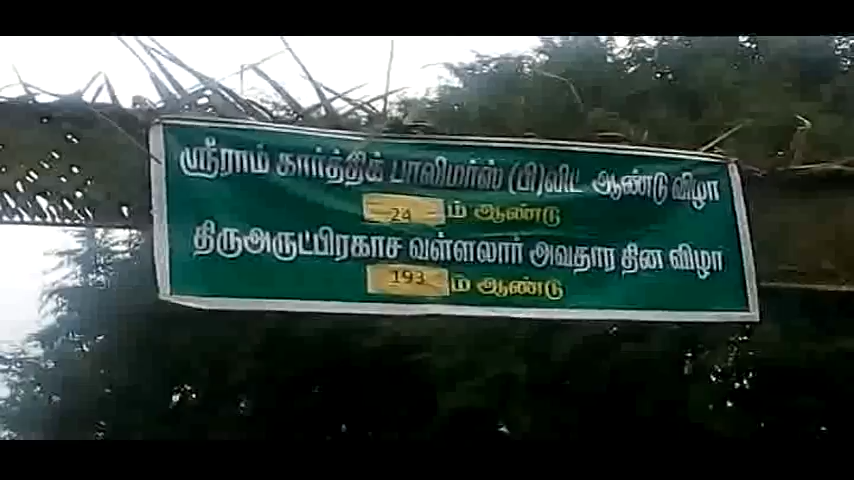 ஸ்ரீராம் கார்த்திக் பாலிமர்ஸ் (பி)லிட் ஆண்டு விழா
24 ம் ஆண்டு
திருஅருட்பிரகாச வள்ளலார் அவதார தின விழா
193 ம் ஆண்டு